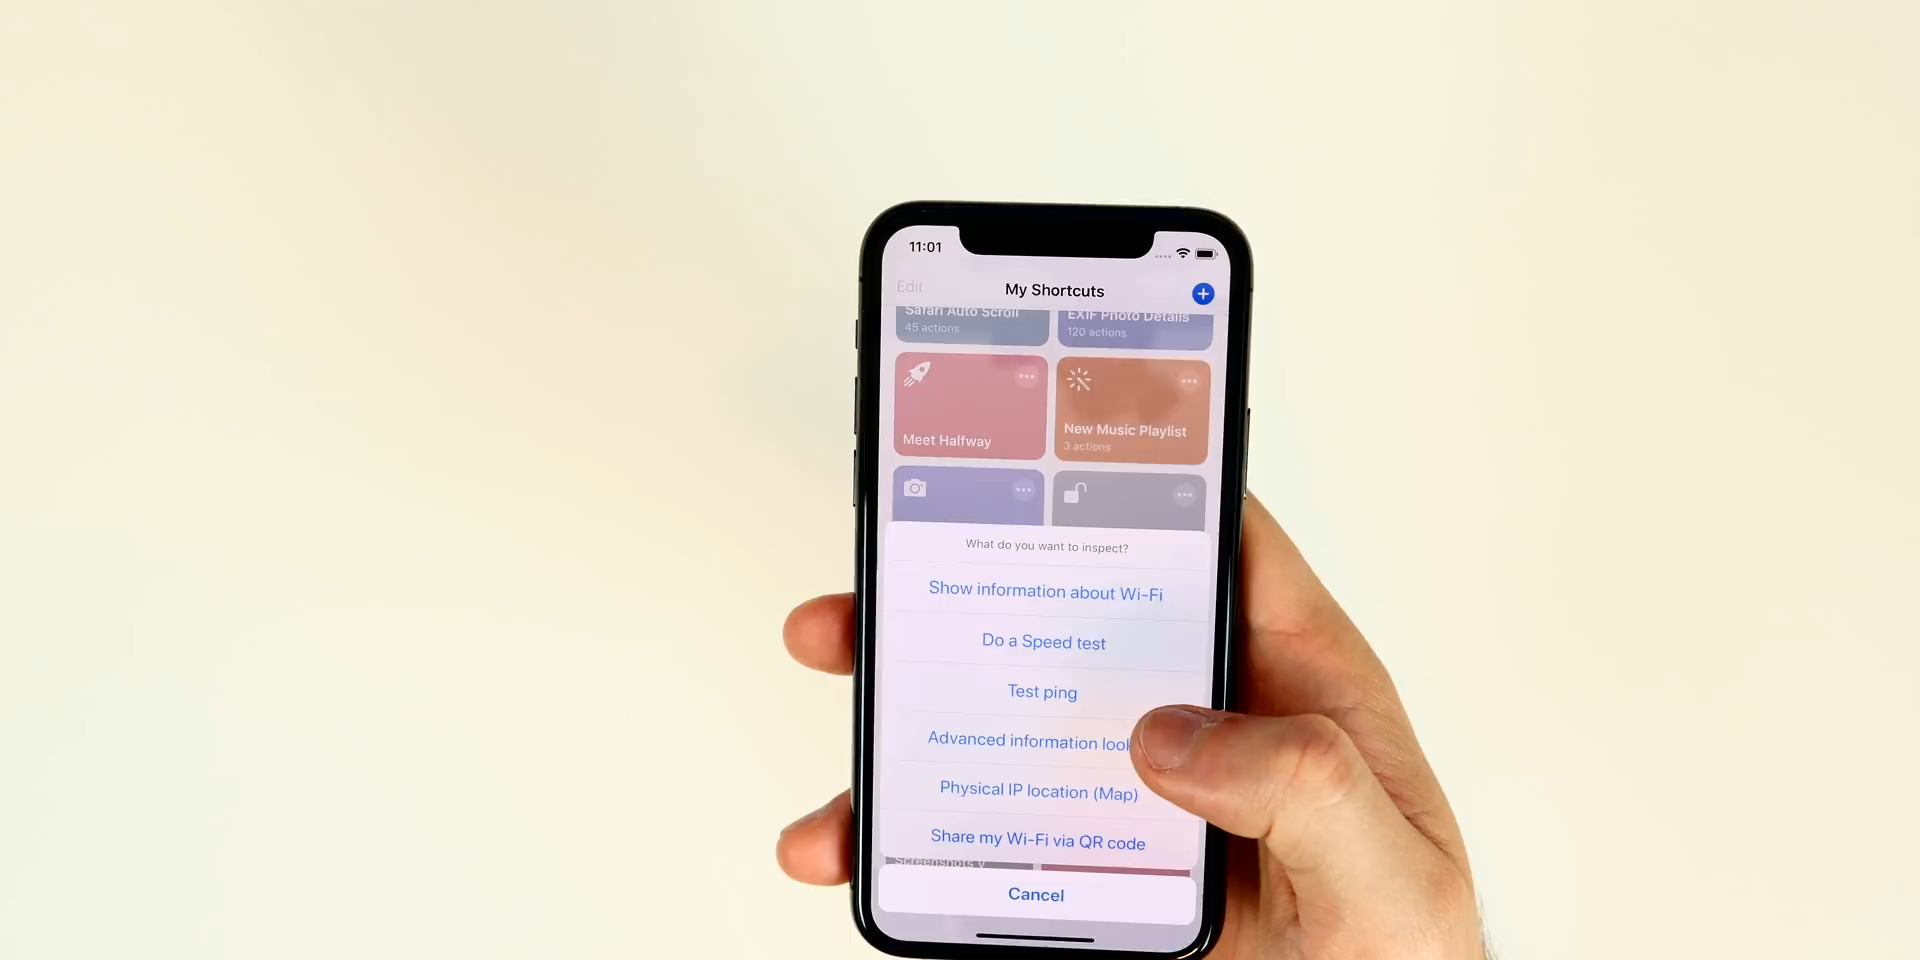 11:01
Edit
My Shortcuts
Safari Auto Scroll
45 actions
EXIF Photo Details
120 actions
Meet Halfway
New Music Playlist
3 actions
What do you want to inspect?
Show information about Wi-Fi
Do a Speed test
Test ping
Advanced information
Physical IP location (Map)
Share my Wi-Fi via QR code
Screenshots
Cancel